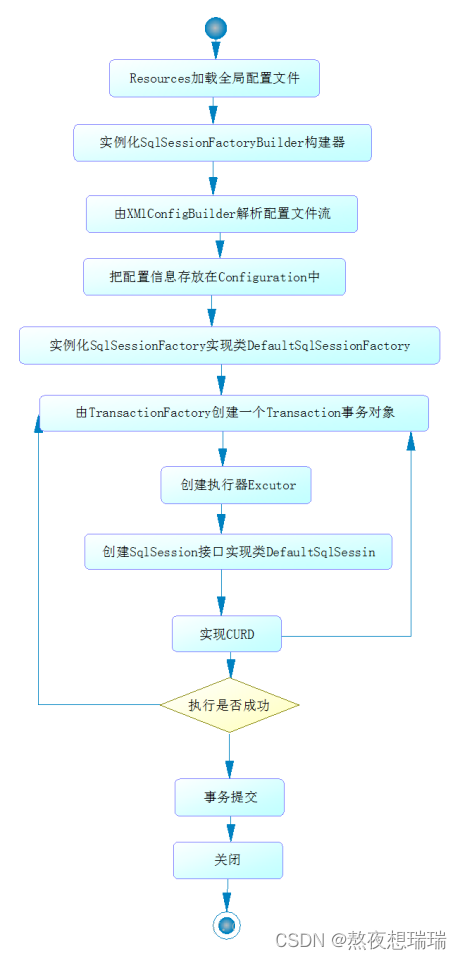 Resources加载全局配置文件
实例化SqlSessionFactoryBuilder构建器
由XMlConfigBuilder解析配置文件流
把配置信息存放在Configuration中
实例化SqlSessionFactory实现类DefaultSqlSessionFactory
由TransactionFactory创建一个Transaction事务对象
创建执行器Excutor
创建SqlSession接口实现类DefaultSqlSessin
实现CURD
执行是否成功
事务提交
关闭
CSDN @熬夜想瑞瑞